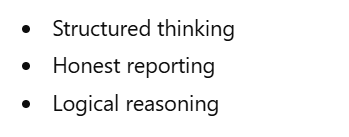 • Structured thinking
• Honest reporting
• Logical reasoning